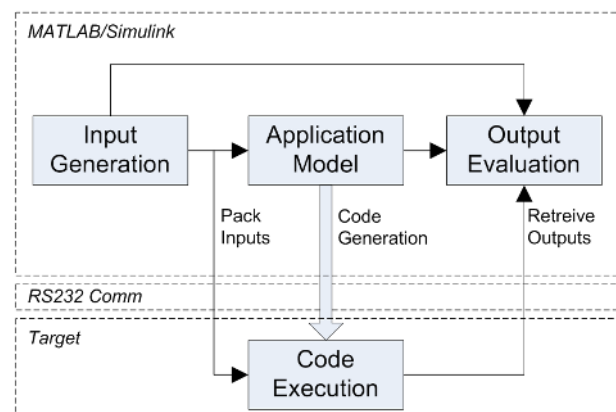 MATLAB/Simulink
Input
Generation
Application
Model
Output
Evaluation
Pack
Inputs
Code
Generation
Retreive
Outputs
RS232 Comm
Target
Code
Execution